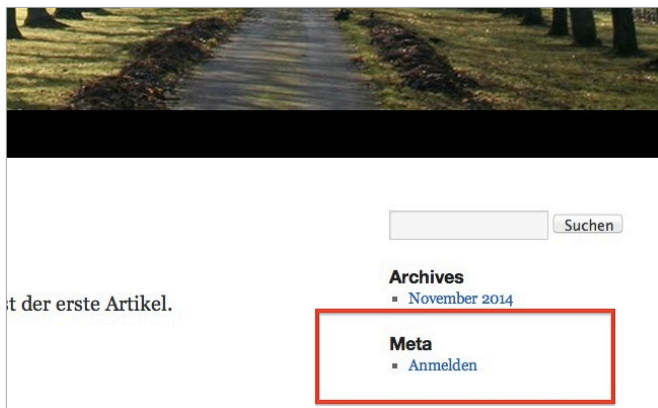 Suchen
Archives
November 2014
st der erste Artikel.
Meta
Anmelden